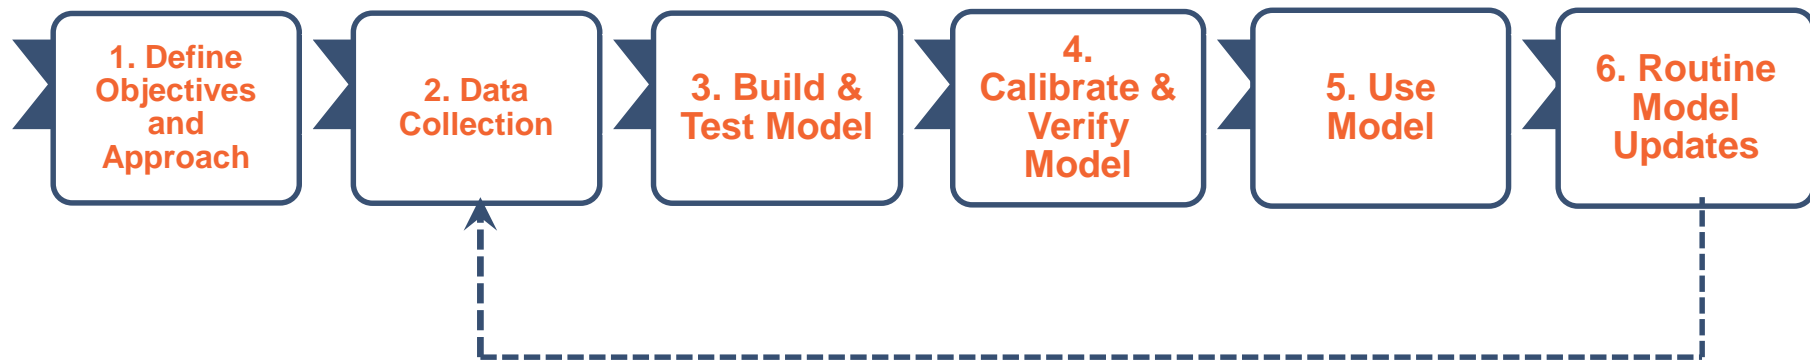 1. Define
Objectives
and
Approach
2. Data
Collection
3. Build &
Test Model
4.
Calibrate &
Verify
Model
5. Use
Model
6. Routine
Model
Updates